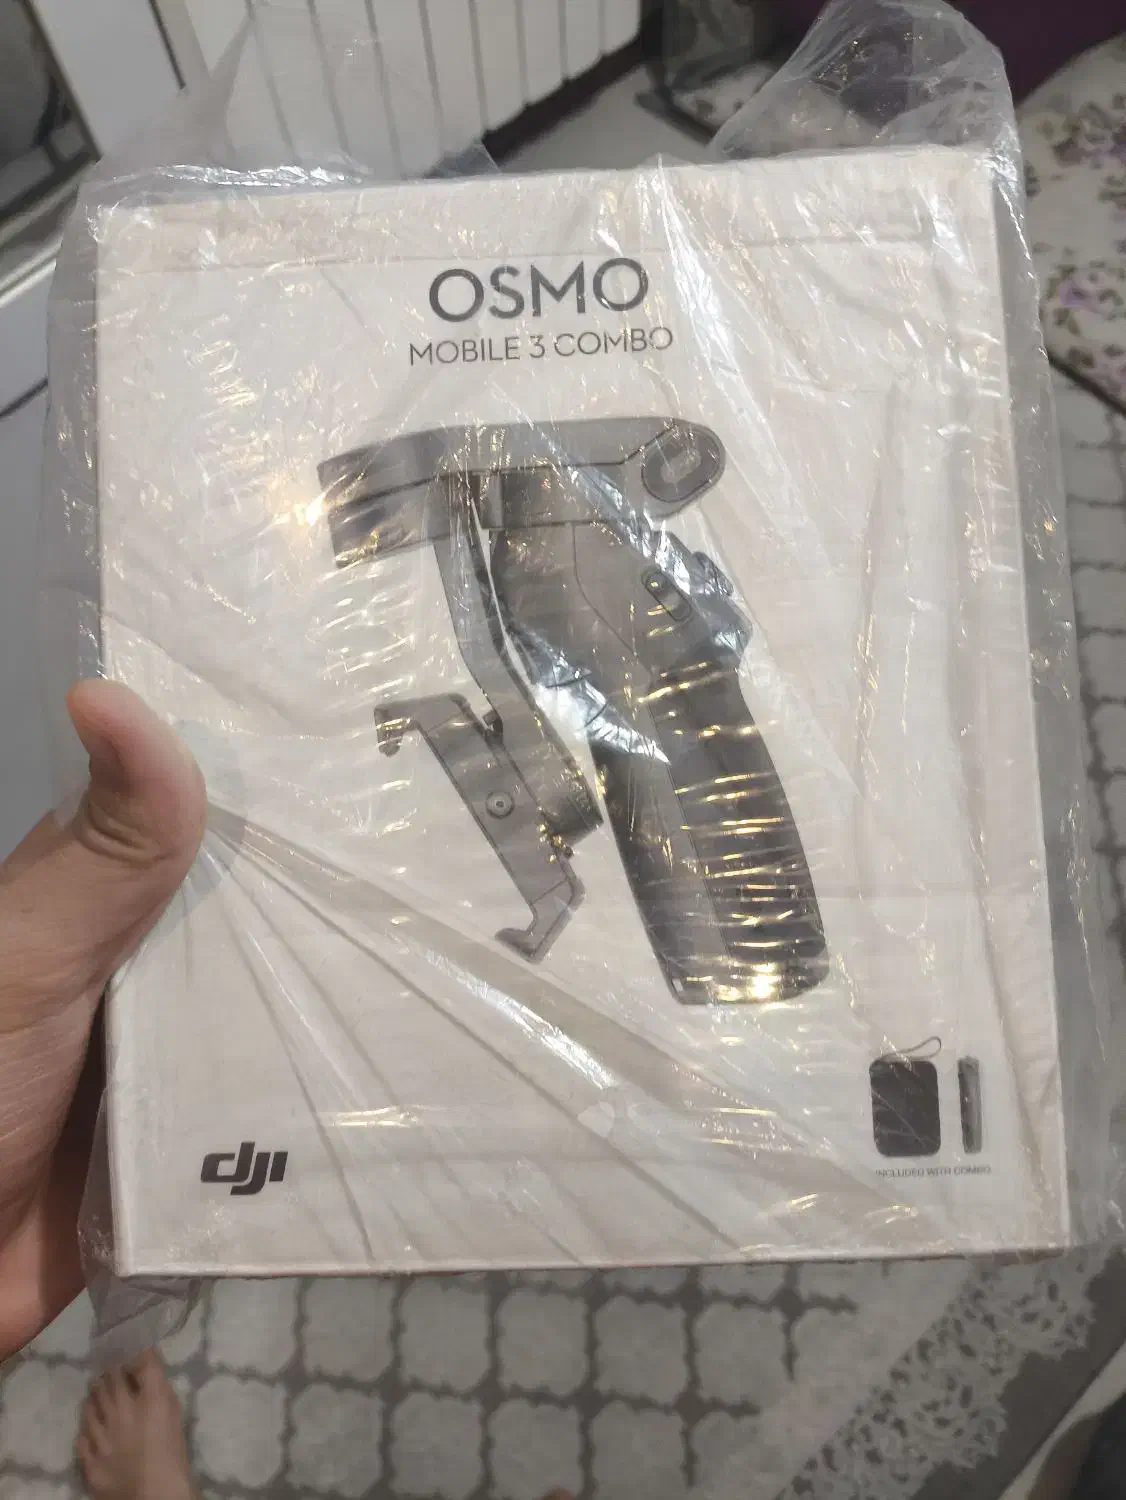 OSMO
MOBILE 3 COMBO
dji
INCLUDED WITH COMBO